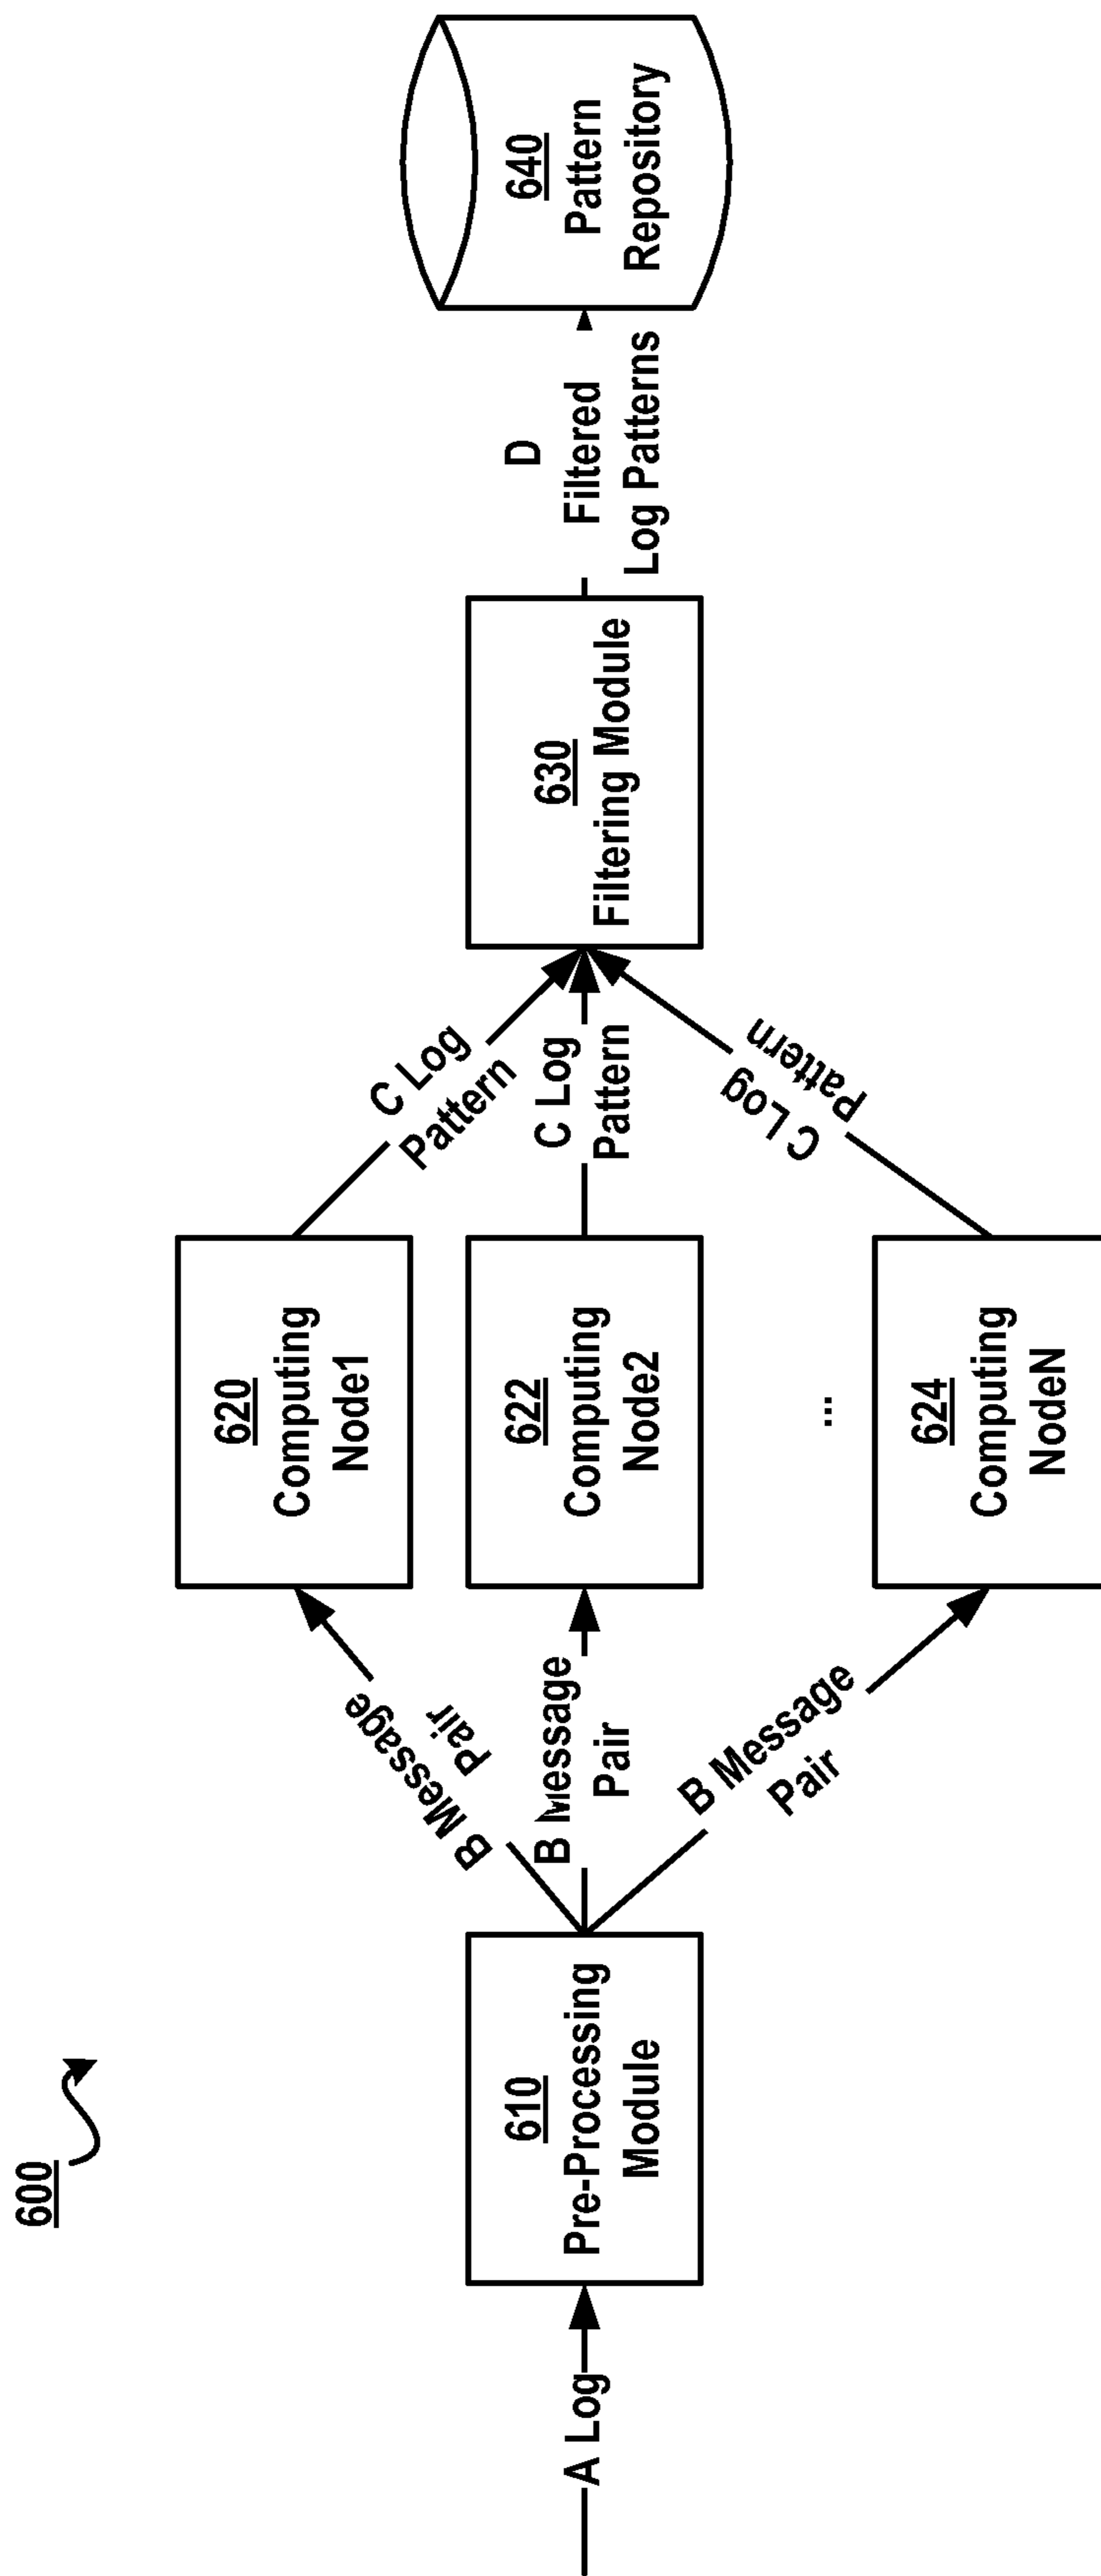 600
A Log
610
Pre-Processing
Module
B Message
Pair
B Message
Pair
B Message
Pair
620
Computing
Node1
622
Computing
Node2
...
624
Computing
NodeN
C Log
Pattern
C Log
Pattern
C Log
Pattern
630
Filtering Module
D
Filtered
Log Patterns
640
Pattern
Repository